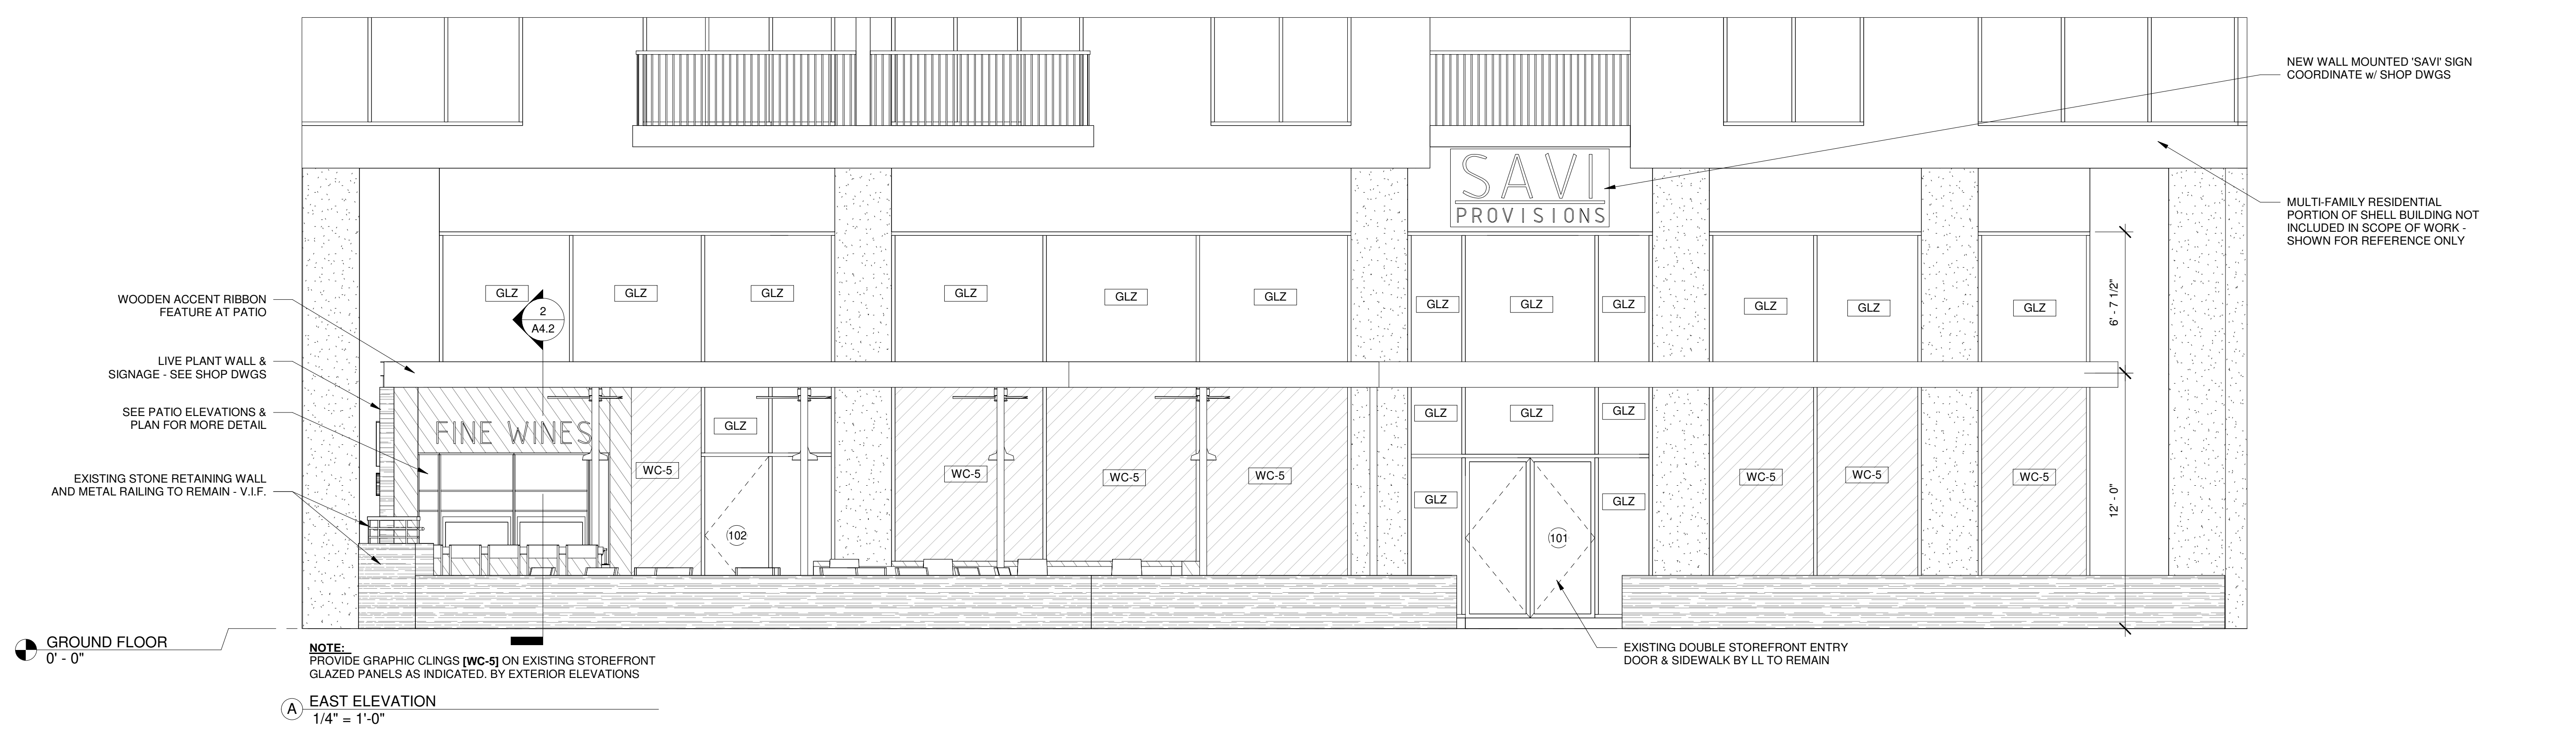 NEW WALL MOUNTED 'SAVI' SIGN
COORDINATE w/ SHOP DWGS
SAVI
PROVISIONS
MULTI-FAMILY RESIDENTIAL
PORTION OF SHELL BUILDING NOT
INCLUDED IN SCOPE OF WORK -
SHOWN FOR REFERENCE ONLY
WOODEN ACCENT RIBBON
FEATURE AT PATIO
GLZ
GLZ
GLZ
GLZ
GLZ
GLZ
GLZ
GLZ
GLZ
GLZ
GLZ
GLZ
2
A4.2
6' - 7 1/2"
LIVE PLANT WALL &
SIGNAGE - SEE SHOP DWGS
SEE PATIO ELEVATIONS &
PLAN FOR MORE DETAIL
FINE WINES
GLZ
GLZ
GLZ
GLZ
EXISTING STONE RETAINING WALL
AND METAL RAILING TO REMAIN - V.I.F.
WC-5
WC-5
WC-5
WC-5
GLZ
GLZ
WC-5
WC-5
WC-5
12' - 0"
102
101
GROUND FLOOR
0' - 0"
NOTE:
PROVIDE GRAPHIC CLINGS [WC-5] ON EXISTING STOREFRONT
GLAZED PANELS AS INDICATED. BY EXTERIOR ELEVATIONS
EXISTING DOUBLE STOREFRONT ENTRY
DOOR & SIDEWALK BY LL TO REMAIN
A
EAST ELEVATION
1/4" = 1'-0"